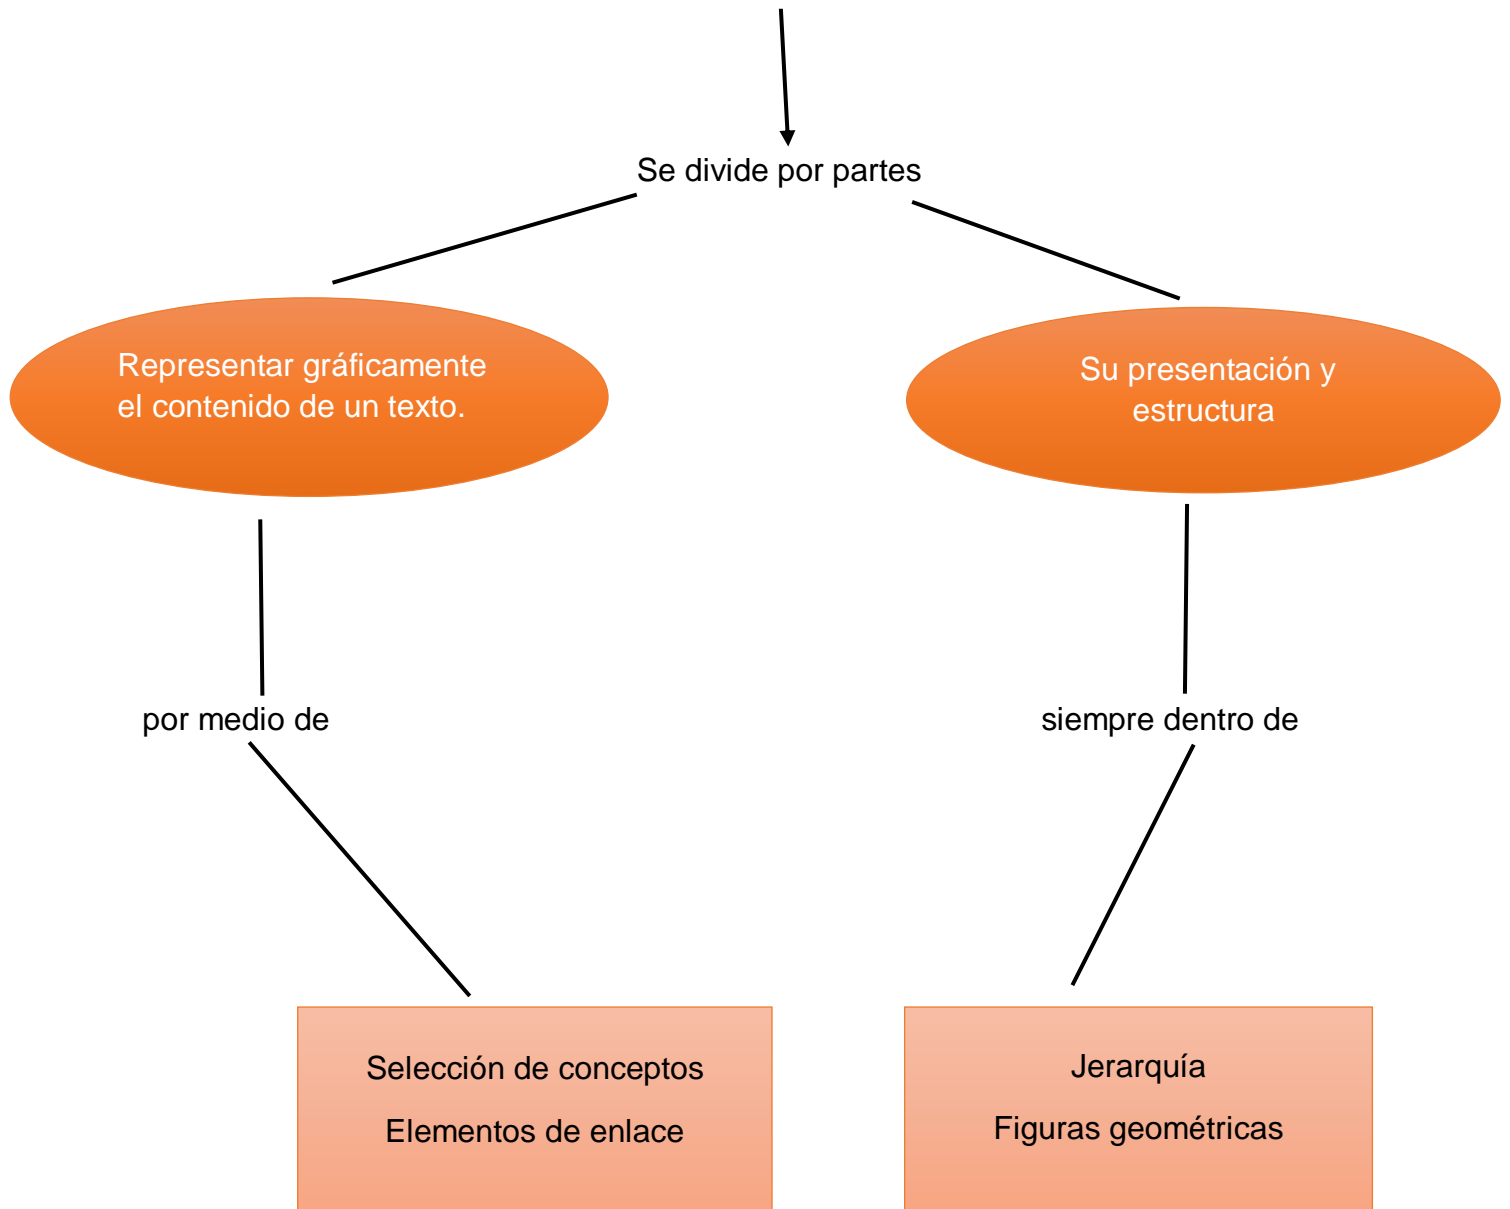 Se divide por partes
Representar gráficamente
el contenido de un texto.
Su presentación y
estructura
por medio de
siempre dentro de
Selección de conceptos
Elementos de enlace
Jerarquía
Figuras geométricas